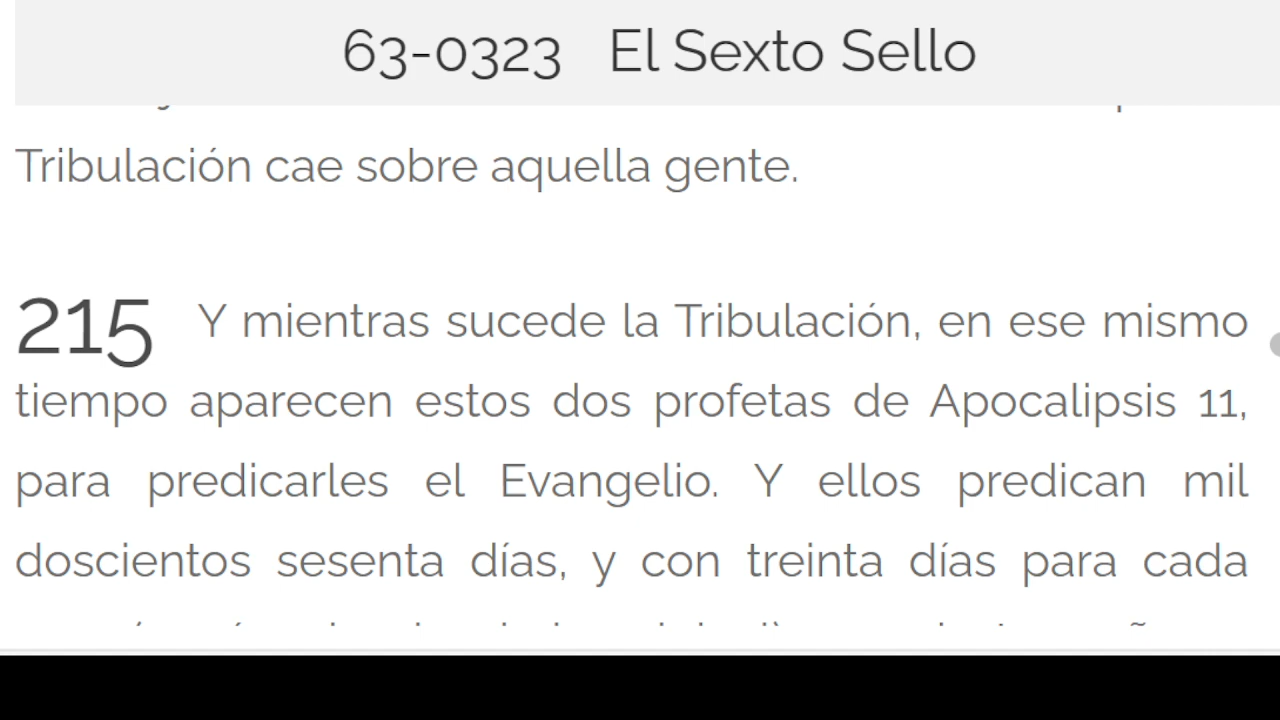 63-0323 El Sexto Sello
Tribulación cae sobre aquella gente.
215 Y mientras sucede la Tribulación, en ese mismo
tiempo aparecen estos dos profetas de Apocalipsis 11,
para predicarles el Evangelio. Y ellos predican mil
doscientos sesenta días, y con treinta días para cada